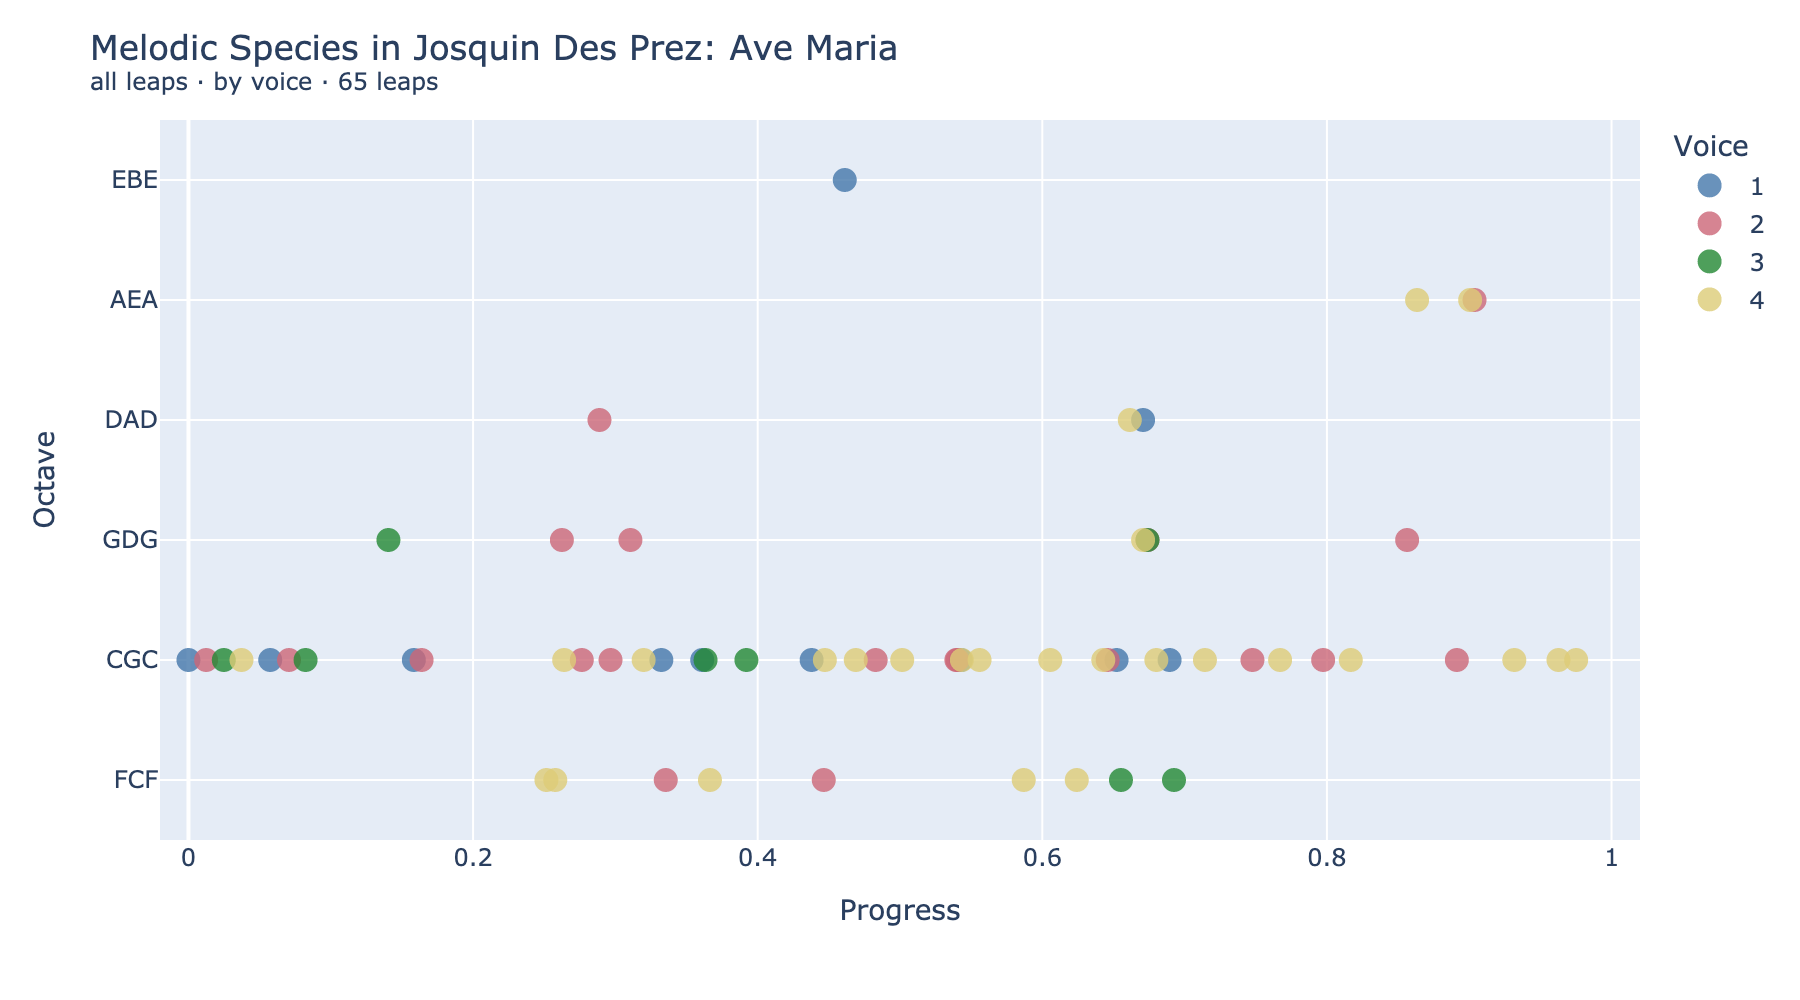 Melodic Species in Josquin Des Prez: Ave Maria
all leaps · by voice · 65 leaps
Voice
1
2
3
4
Octave
EBE
AEA
DAD
GDG
CGC
FCF
0 0.2 0.4 0.6 0.8 1
Progress